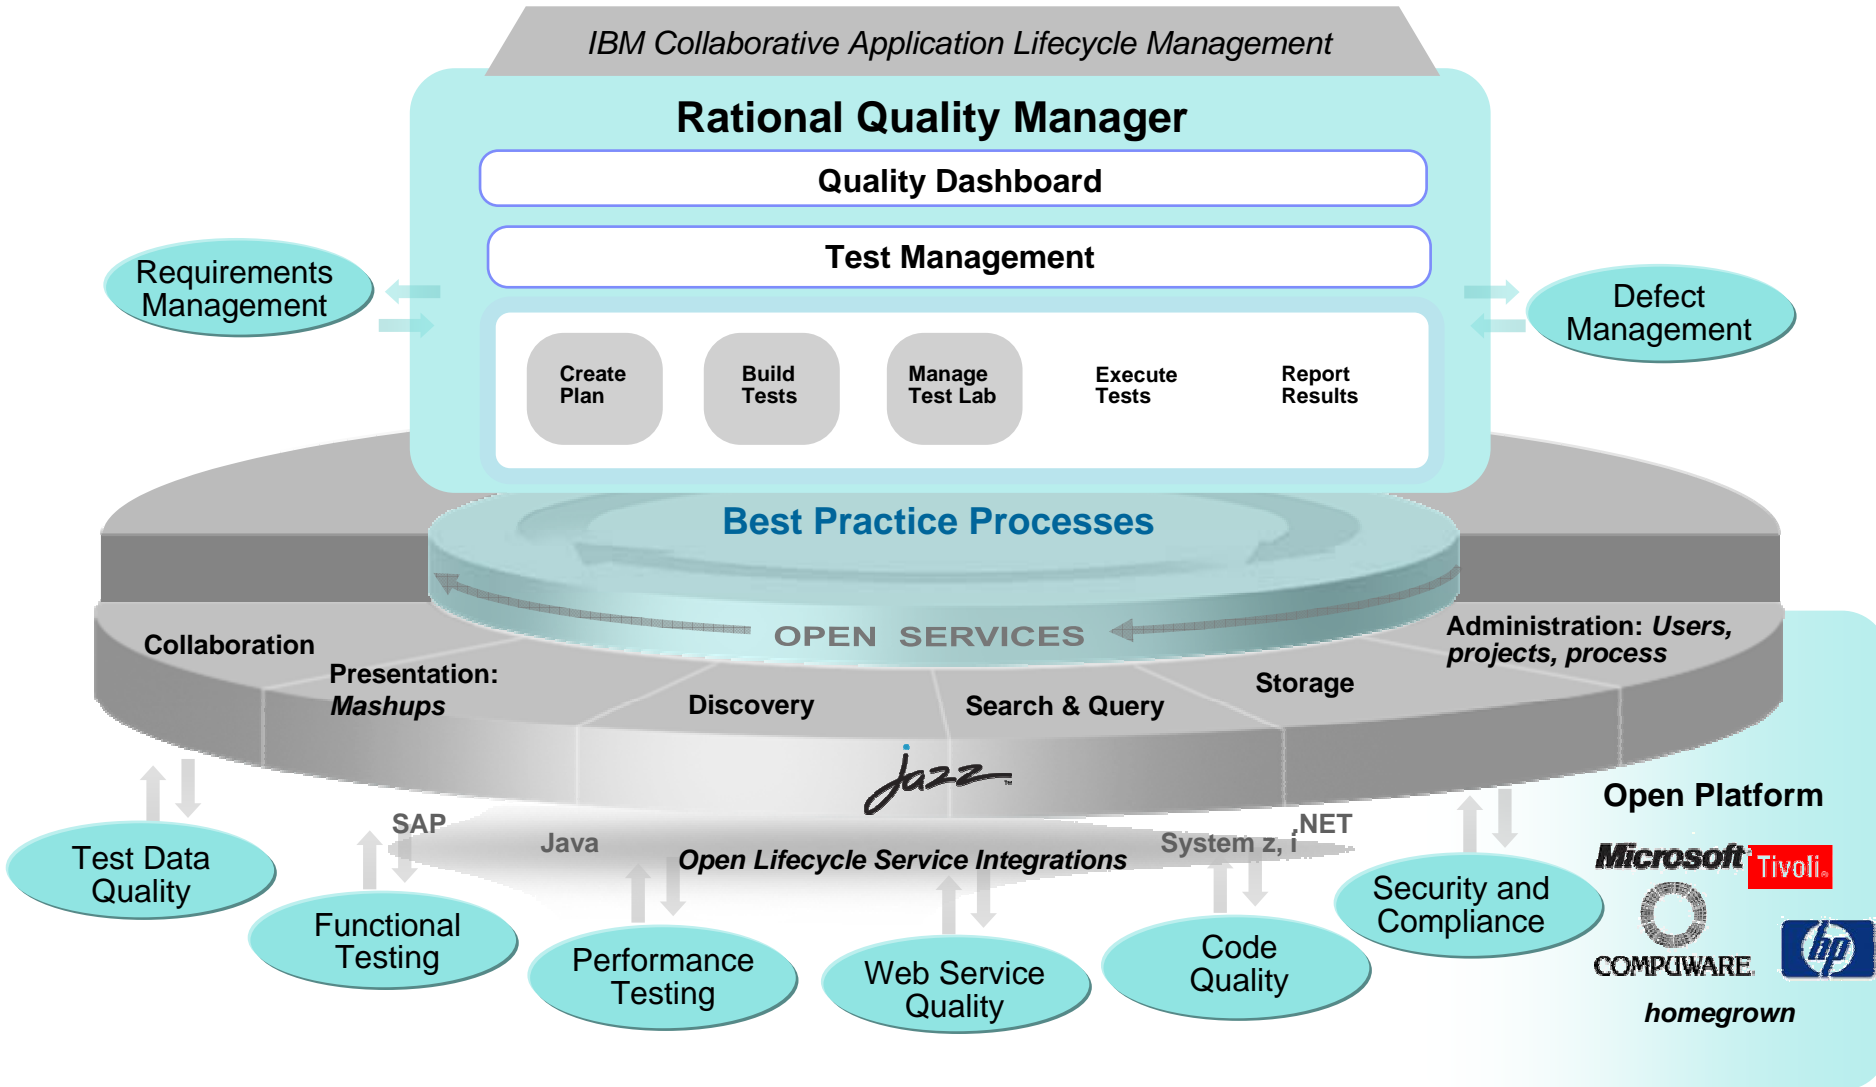 IBM Collaborative Application Lifecycle Management
Rational Quality Manager
Quality Dashboard
Test Management
Requirements
Management
Defect
Management
Create
Plan
Build
Tests
Manage
Test Lab
Execute
Tests
Report
Results
Best Practice Processes
OPEN SERVICES
Collaboration
Presentation:
Mashups
Discovery
Search & Query
Storage
Administration: Users,
projects, process
jazz™
SAP
Java
Open Lifecycle Service Integrations
System z, i
.NET
Test Data
Quality
Functional
Testing
Performance
Testing
Web Service
Quality
Code
Quality
Security and
Compliance
Open Platform
Microsoft
Tivoli®
COMPUWARE
hp
homegrown